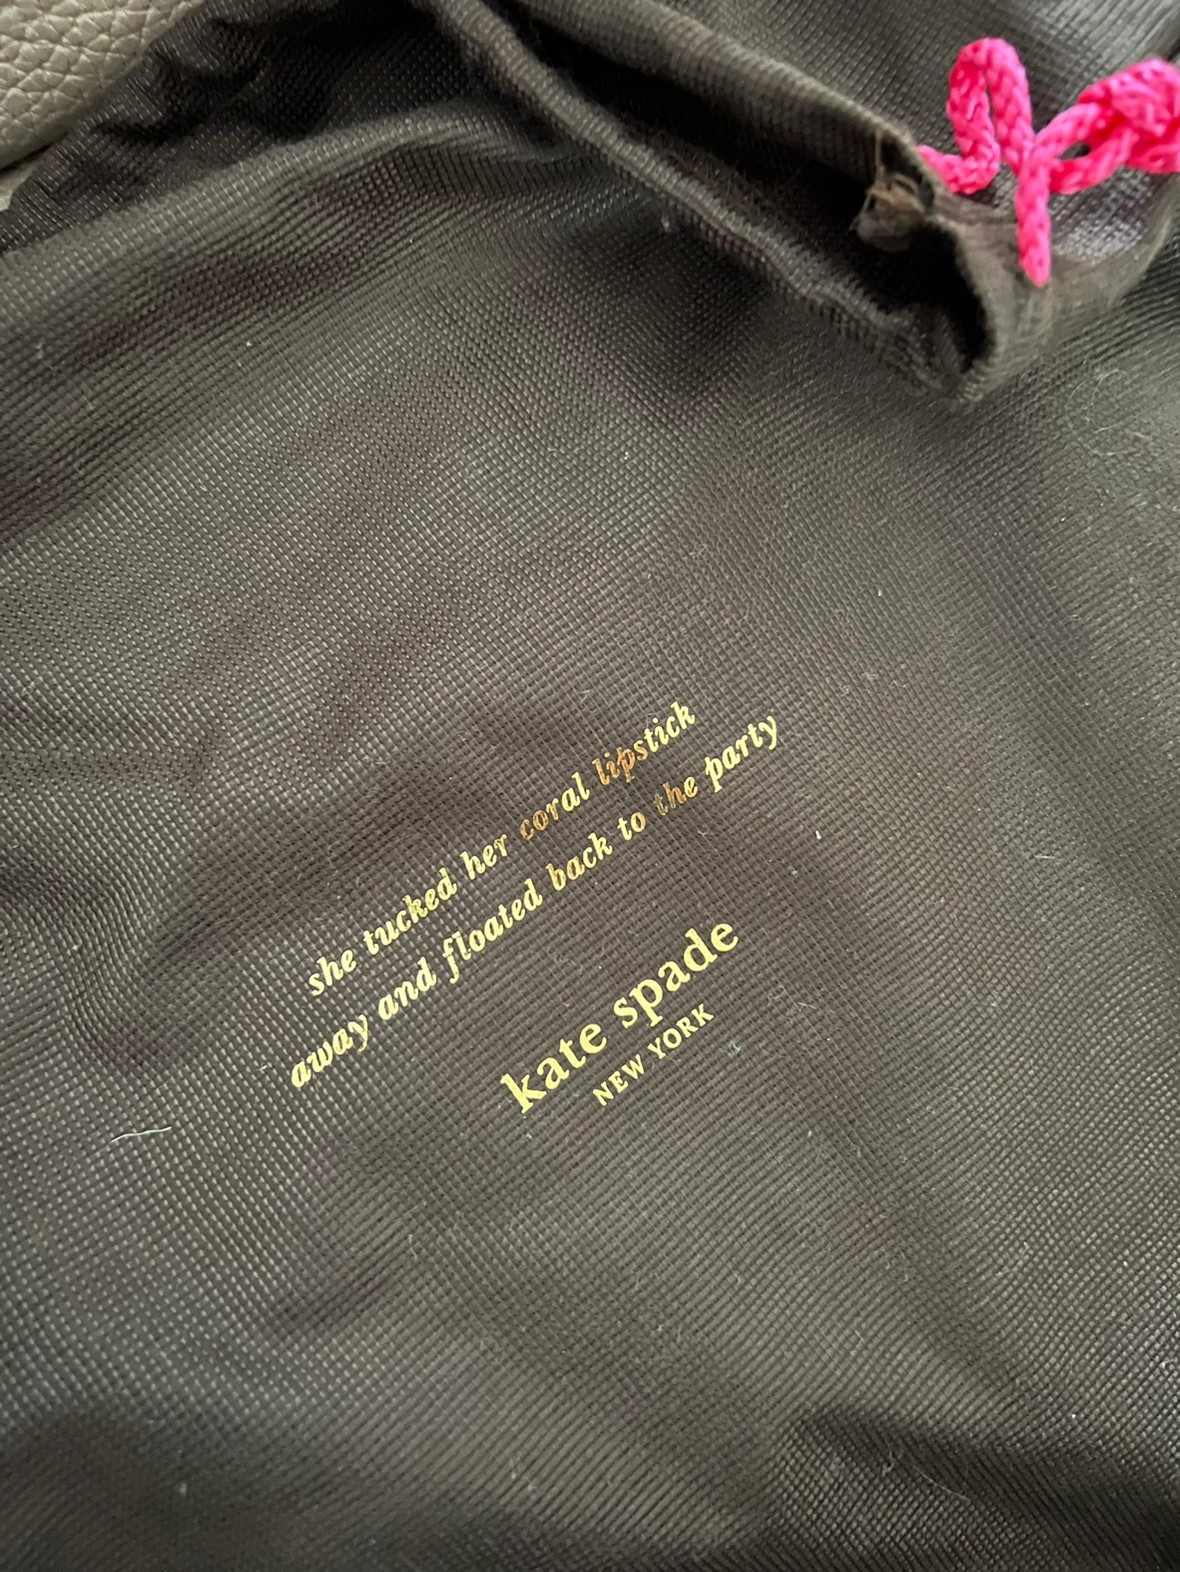 she tucked her coral lipstick
away and floated back to the party
kate spade
NEW YORK